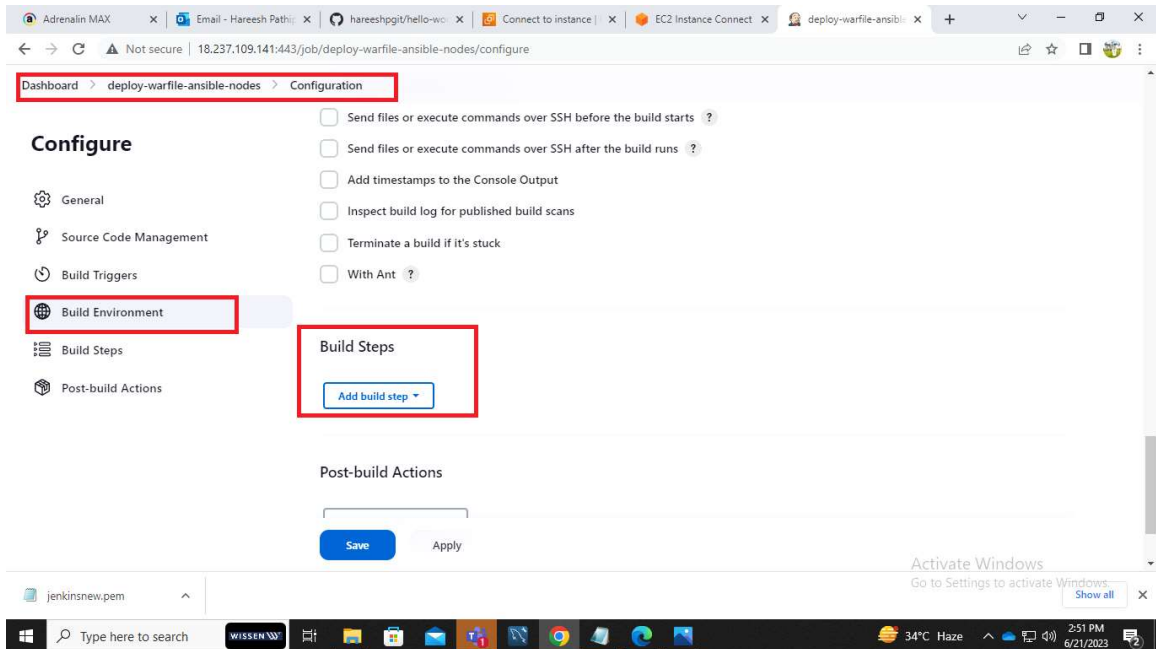 Adrenalin MAX
Email - Hareesh Pathip
hareeshpgit/hello-wo
Connect to instance |
EC2 Instance Connect
deploy-warfile-ansible
Not secure | 18.237.109.141:443/job/deploy-warfile-ansible-nodes/configure
Dashboard > deploy-warfile-ansible-nodes > Configuration
Configure
General
Source Code Management
Build Triggers
Build Environment
Build Steps
Post-build Actions
Send files or execute commands over SSH before the build starts ?
Send files or execute commands over SSH after the build runs ?
Add timestamps to the Console Output
Inspect build log for published build scans
Terminate a build if it's stuck
With Ant ?
Build Steps
Add build step
Post-build Actions
Save Apply
Activate Windows
Go to Settings to activate Windows.
jenkinsnew.pem
Show all
Type here to search
WISSEN
34°C Haze
2:51 PM
6/21/2023
2